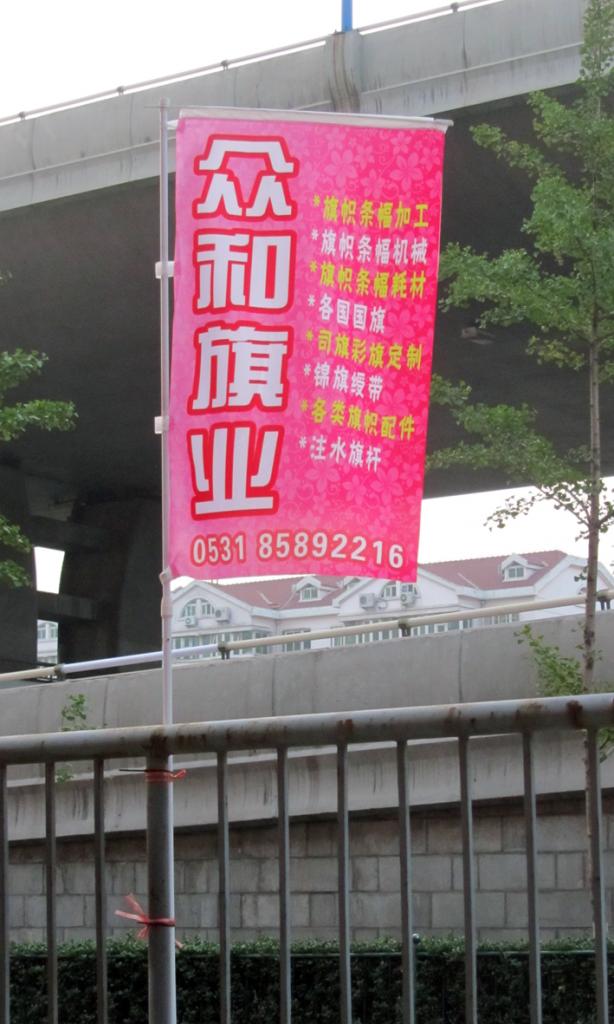 众和旗业
*旗帜条幅加工
*旗帜条幅机械
*旗帜条幅耗材
*各国国旗
*司旗彩旗定制
*锦旗绶带
*各类旗帜配件
*注水旗杆
0531 85892216